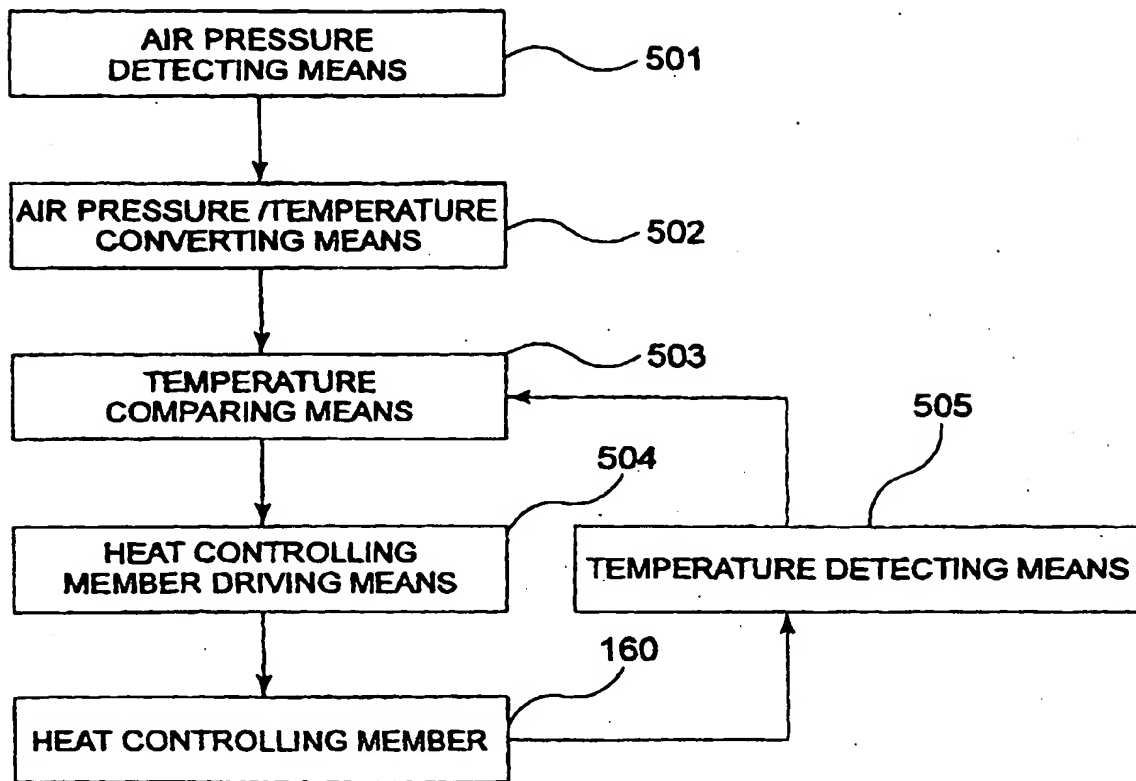 AIR PRESSURE
DETECTING MEANS
501
AIR PRESSURE /TEMPERATURE
CONVERTING MEANS
502
TEMPERATURE
COMPARING MEANS
503
505
504
HEAT CONTROLLING
MEMBER DRIVING MEANS
TEMPERATURE DETECTING MEANS
160
HEAT CONTROLLING MEMBER